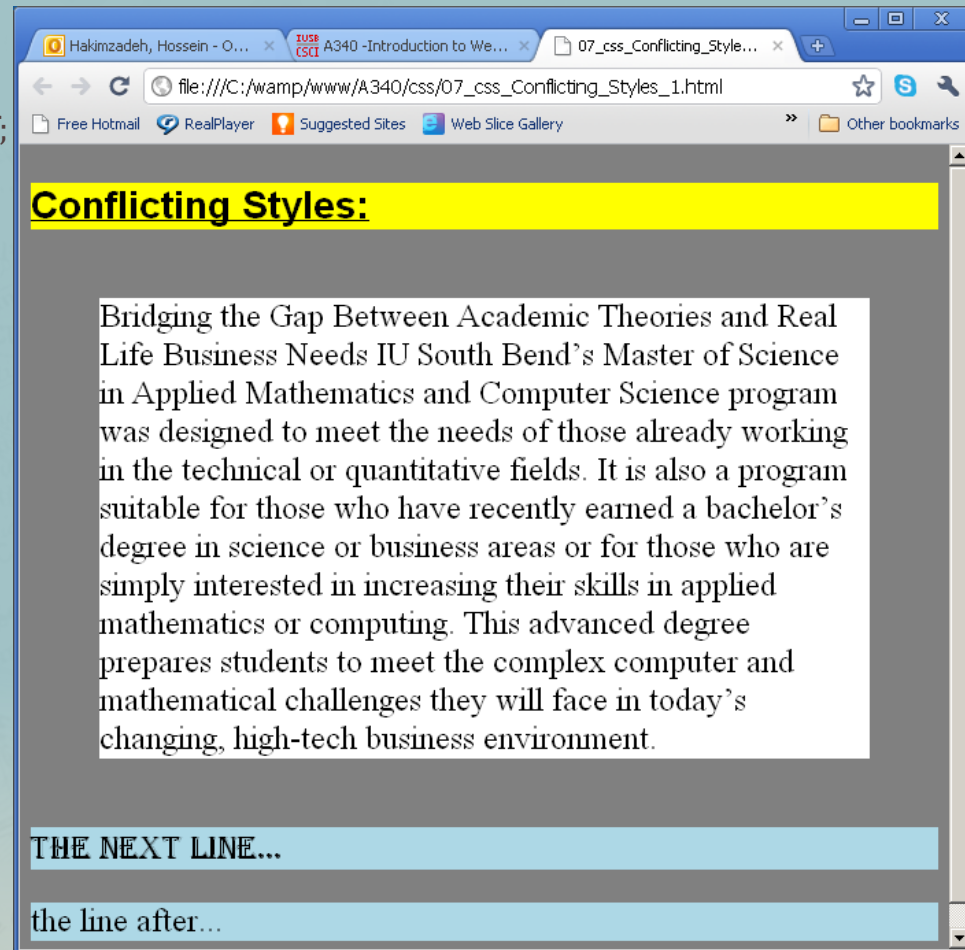 Hakimzadeh, Hossein - O...
IUSB CSCI A340 -Introduction to We...
07_css_Conflicting_Style...
file:///C:/wamp/www/A340/css/07_css_Conflicting_Styles_1.html
;
Free Hotmail RealPlayer Suggested Sites Web Slice Gallery » Other bookmarks
Conflicting Styles:
Bridging the Gap Between Academic Theories and Real
Life Business Needs IU South Bend’s Master of Science
in Applied Mathematics and Computer Science program
was designed to meet the needs of those already working
in the technical or quantitative fields. It is also a program
suitable for those who have recently earned a bachelor’s
degree in science or business areas or for those who are
simply interested in increasing their skills in applied
mathematics or computing. This advanced degree
prepares students to meet the complex computer and
mathematical challenges they will face in today’s
changing, high-tech business environment.
THE NEXT LINE...
the line after...